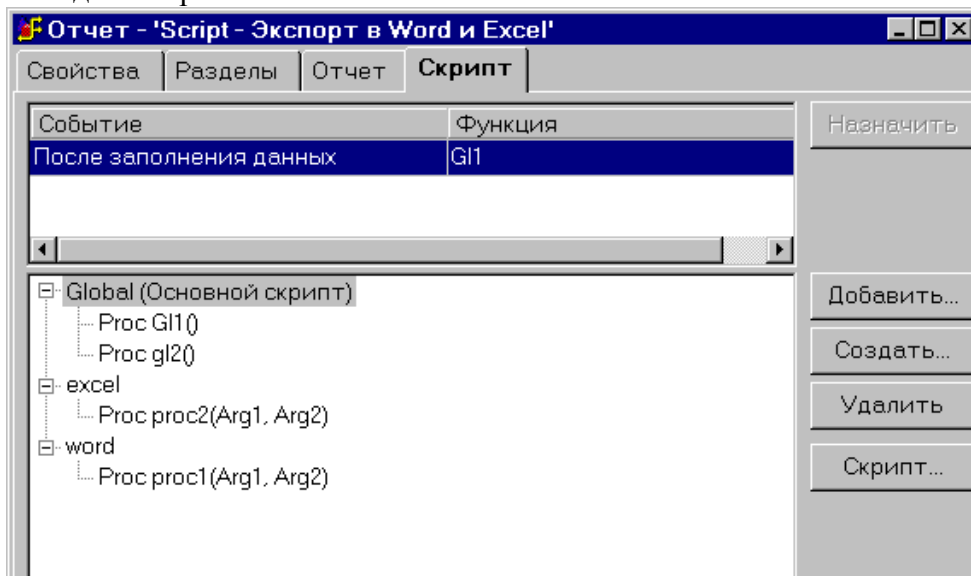 Отчет - 'Script - Экспорт в Word и Excel'
Свойства Разделы Отчет Скрипт
Событие Функция Назначить
После заполнения данных Gl1
Global (Основной скрипт) Добавить...
Proc Gl1()
Proc gl2() Создать...
excel
Proc proc2(Arg1, Arg2) Удалить
word
Proc proc1(Arg1, Arg2) Скрипт...